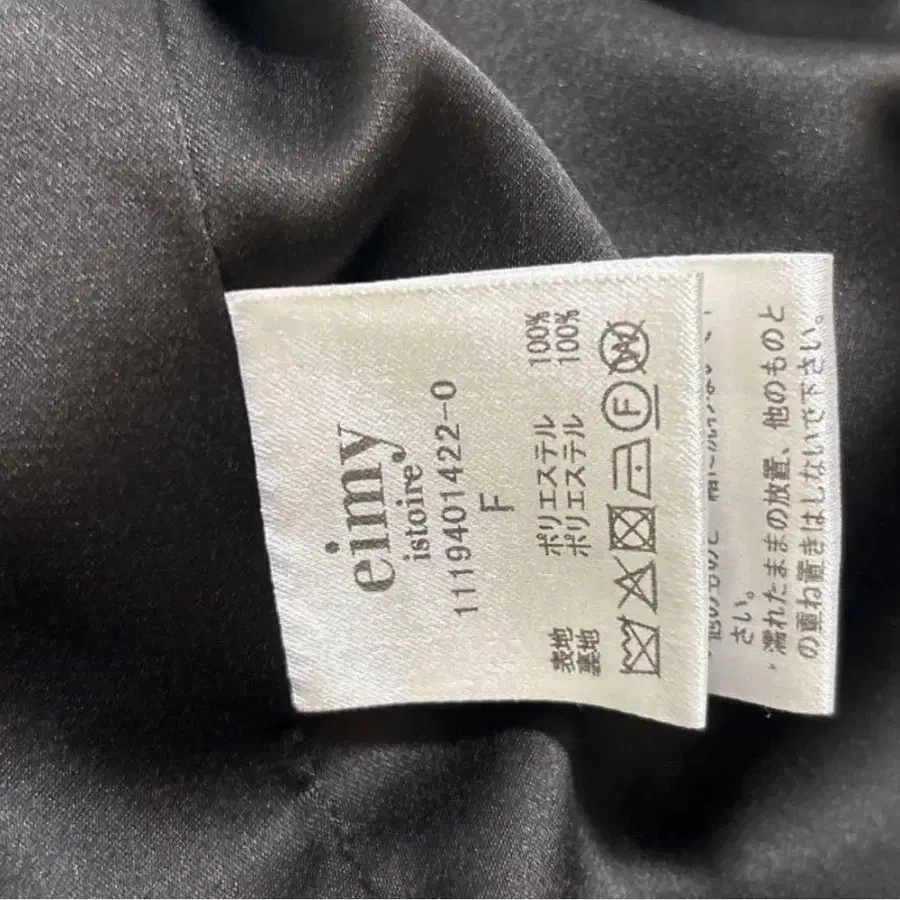 eimy
istoire
1119401422-0
F
表地 ポリエステル 100%
裏地 ポリエステル 100%
F
W
さい。
・濡れたままの放置、他のものと
の重ね置きはしないで下さい。